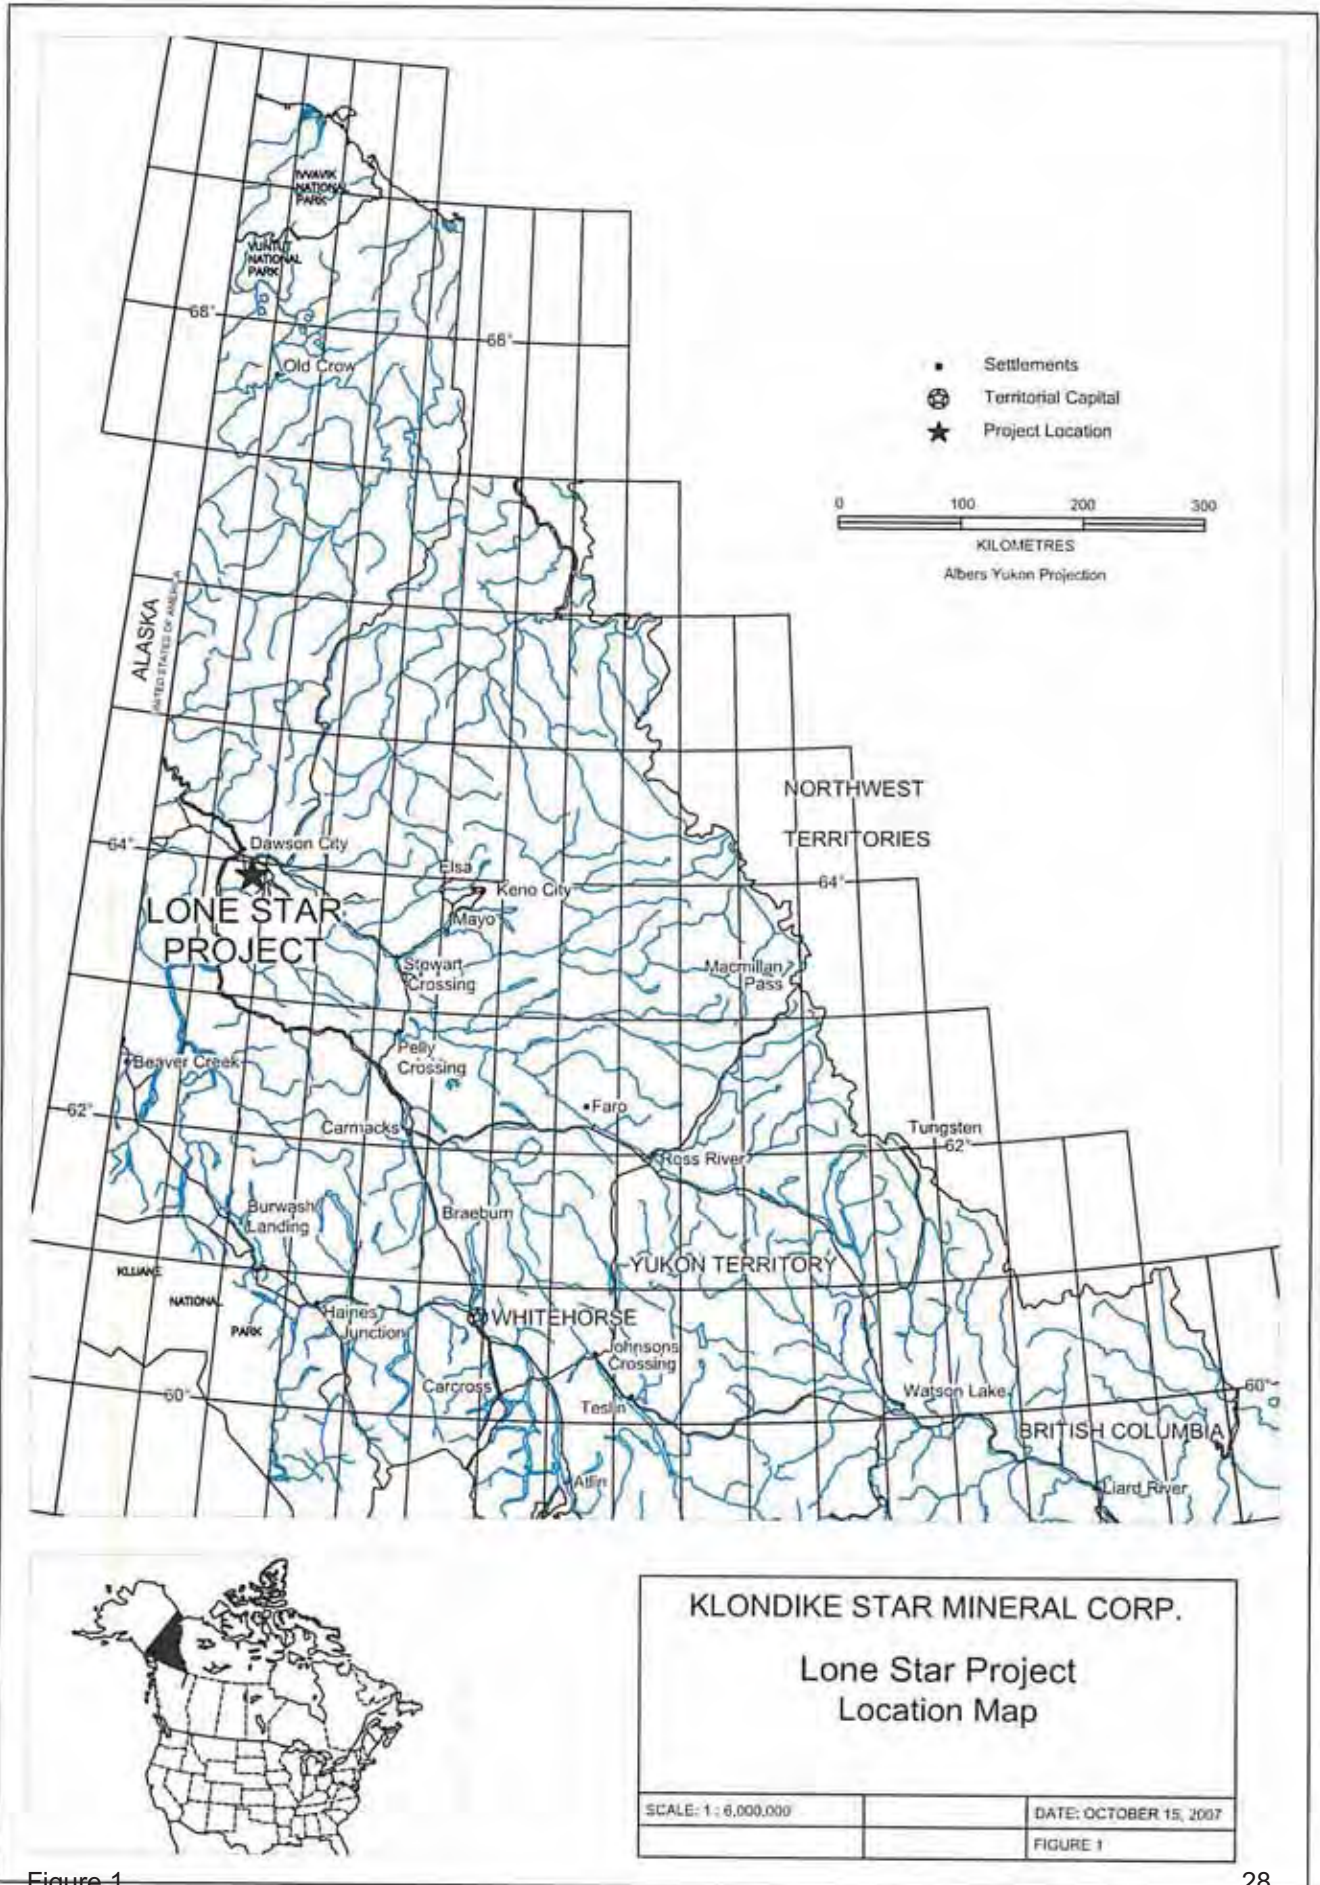 IVVAVIK
NATIONAL
PARK
VUNTUT
NATIONAL
PARK
68°
68°
Old Crow
Settlements
Territorial Capital
Project Location
0 100 200 300
KILOMETRES
Albers Yukon Projection
ALASKA
UNITED STATES OF AMERICA
NORTHWEST
TERRITORIES
64°
Dawson City
64°
Elsa
Keno City
LONE STAR
PROJECT
Mayo
Stewart
Crossing
Macmillan
Pass
Beaver Creek
Pelly
Crossing
62°
Faro
Carmacks
Tungsten
62°
Ross River
Burwash
Landing
Braeburn
YUKON TERRITORY
KLUANE
NATIONAL
PARK
Haines
Junction
WHITEHORSE
Johnsons
Crossing
60°
Carcross
Teslin
Watson Lake
60°
BRITISH COLUMBIA
Atlin
Liard River
KLONDIKE STAR MINERAL CORP.
Lone Star Project
Location Map
SCALE: 1 : 6,000,000
DATE: OCTOBER 15, 2007
FIGURE 1
Figure 1
28